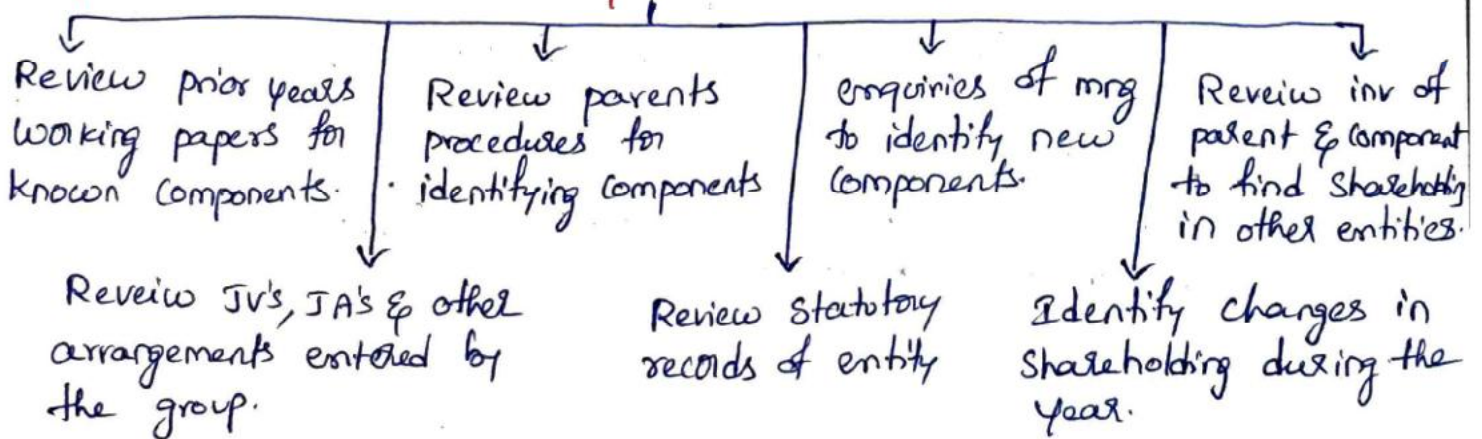 Review prior years
working papers for
known components.
Review parents
procedures for
identifying components
enquiries of mng
to identify new
components.
Reveiw inv of
parent & component
to find shareholding
in other entities.
Reveiw JV's, JA's & other
arrangements entered by
the group.
Review Statutory
records of entity
Identify changes in
Shareholding during the
year.